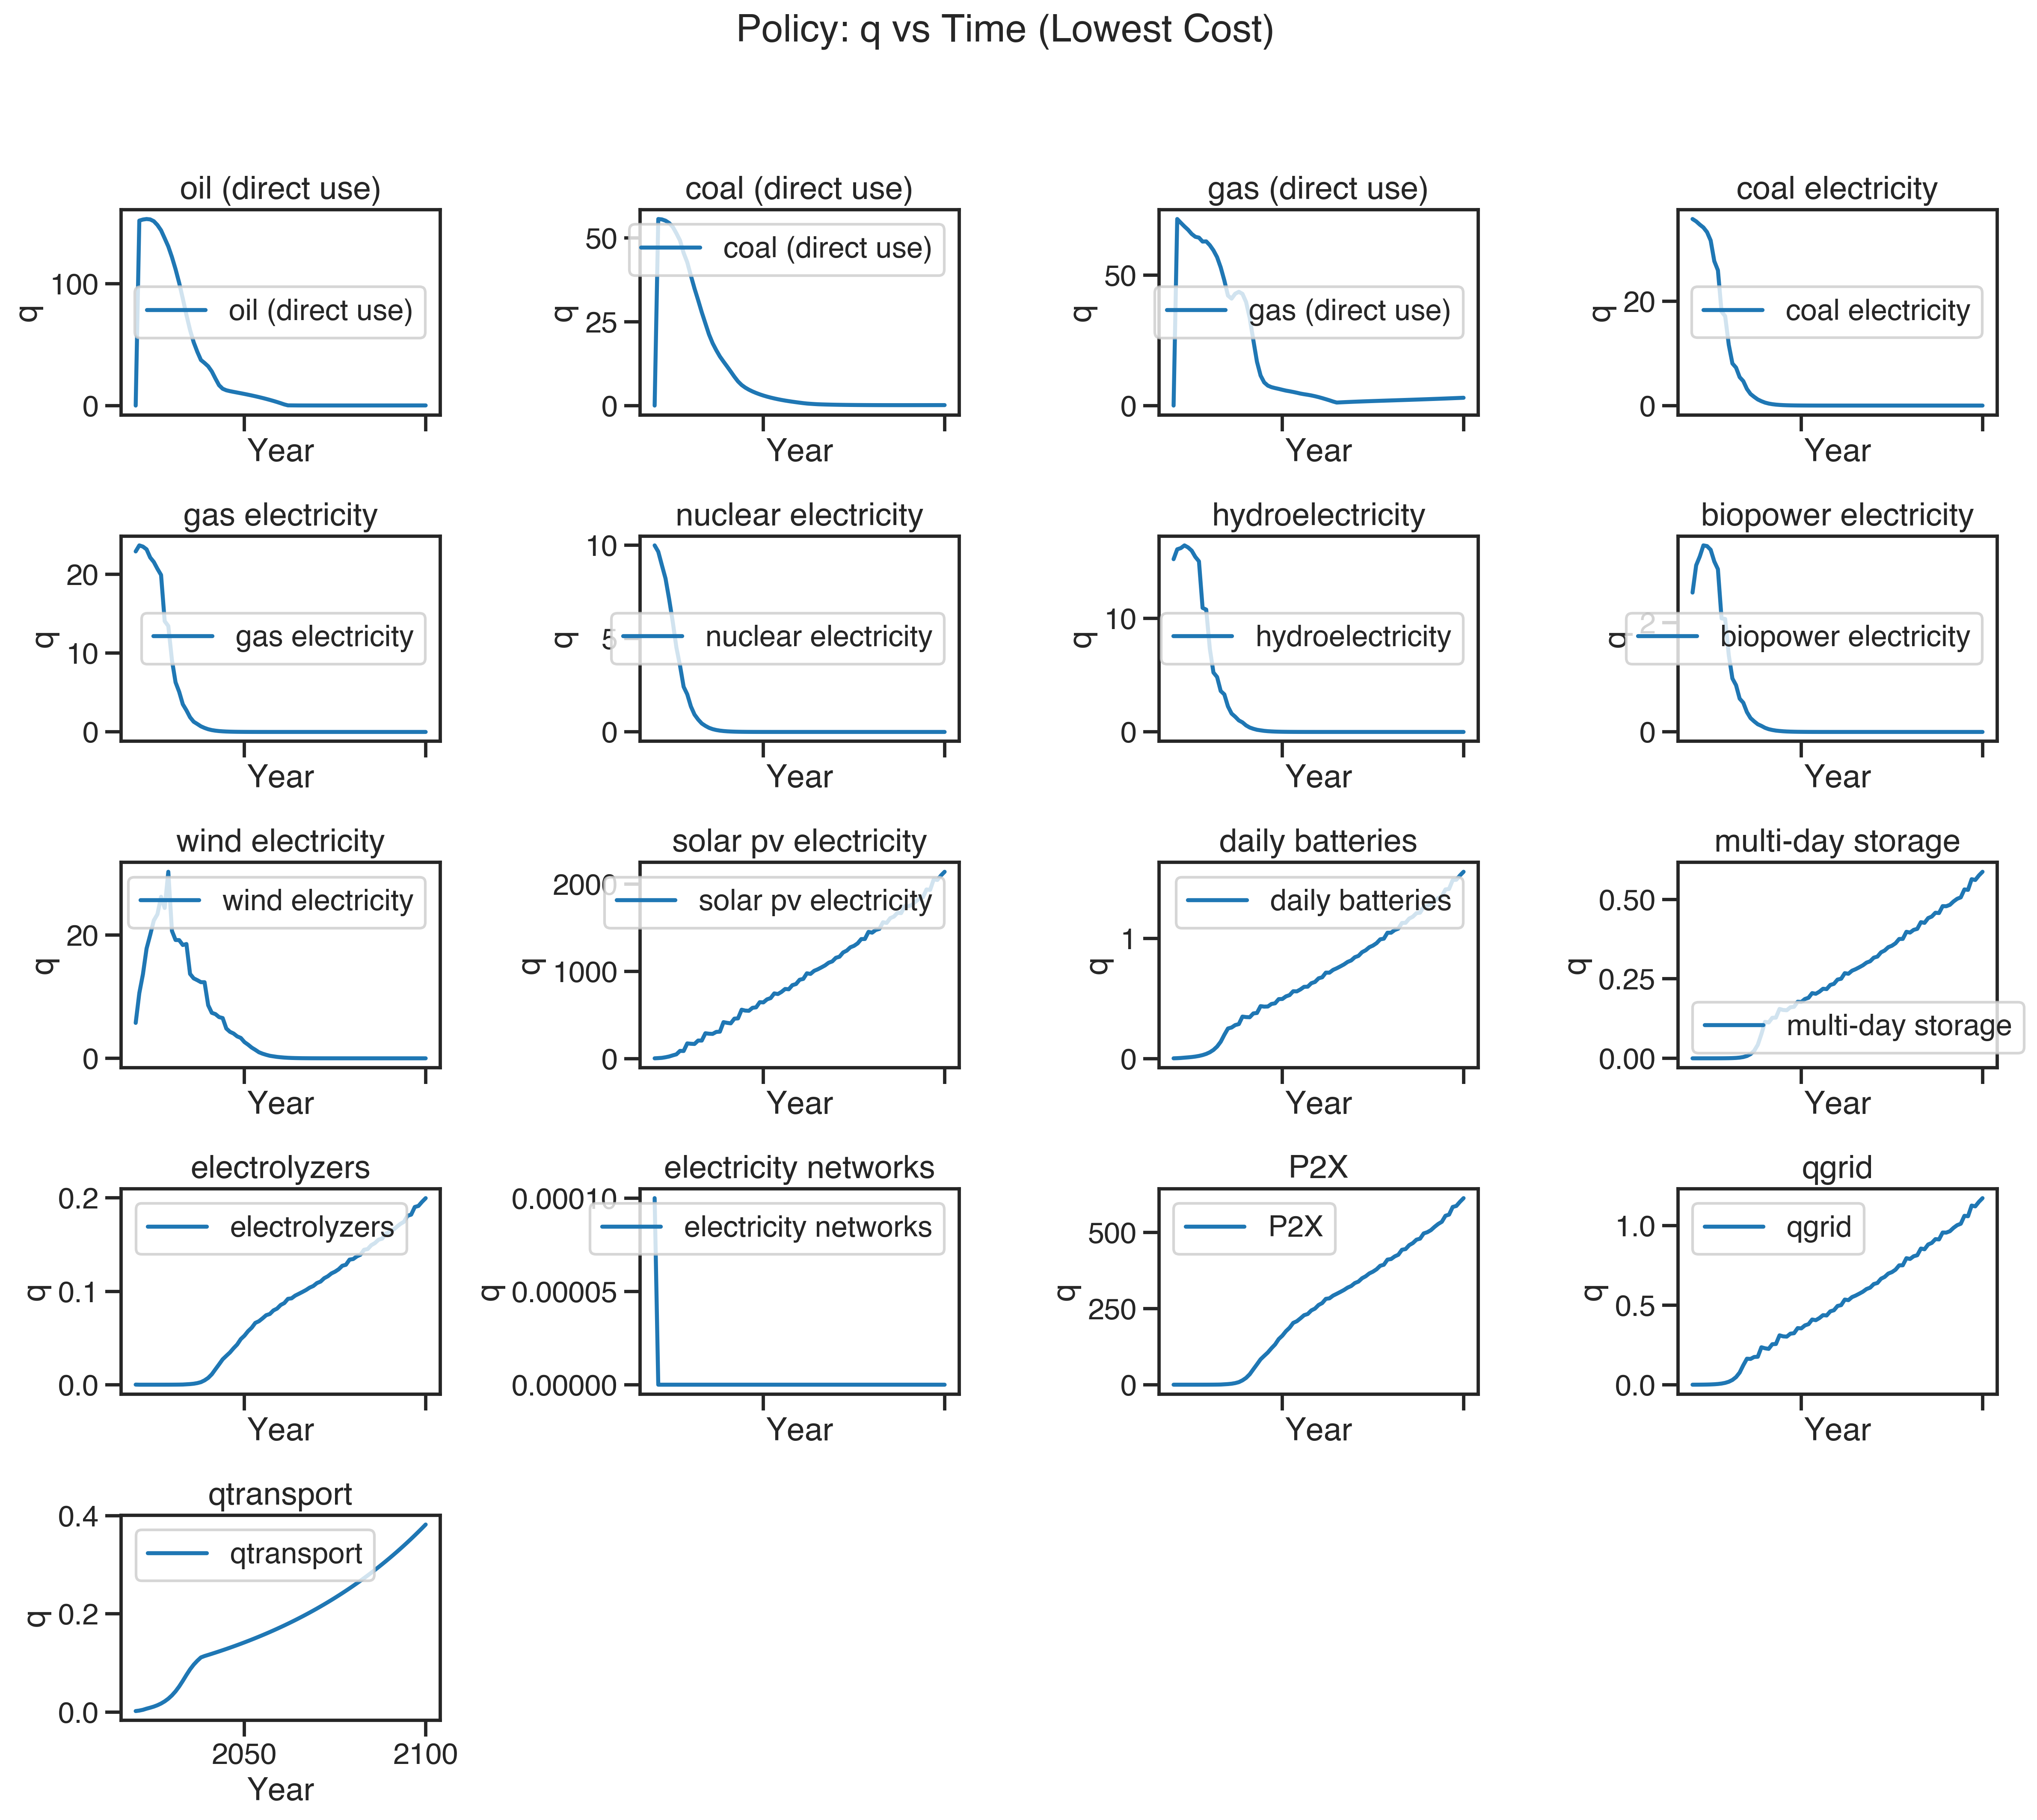 Policy: q vs Time (Lowest Cost)
oil (direct use)
100
0
q
oil (direct use)
Year
coal (direct use)
50
25
0
q
coal (direct use)
Year
gas (direct use)
50
0
q
gas (direct use)
Year
coal electricity
20
0
q
coal electricity
Year
gas electricity
20
10
0
q
gas electricity
Year
nuclear electricity
10
5
0
q
nuclear electricity
Year
hydroelectricity
10
0
q
hydroelectricity
Year
biopower electricity
2
0
q
biopower electricity
Year
wind electricity
20
0
q
wind electricity
Year
solar pv electricity
2000
1000
0
q
solar pv electricity
Year
daily batteries
1
0
q
daily batteries
Year
multi-day storage
0.50
0.25
0.00
q
multi-day storage
Year
electrolyzers
0.2
0.1
0.0
q
electrolyzers
Year
electricity networks
0.00010
0.00005
0.00000
q
electricity networks
Year
P2X
500
250
0
q
P2X
Year
qgrid
1.0
0.5
0.0
q
qgrid
Year
qtransport
0.4
0.2
0.0
q
qtransport
2050 2100
Year